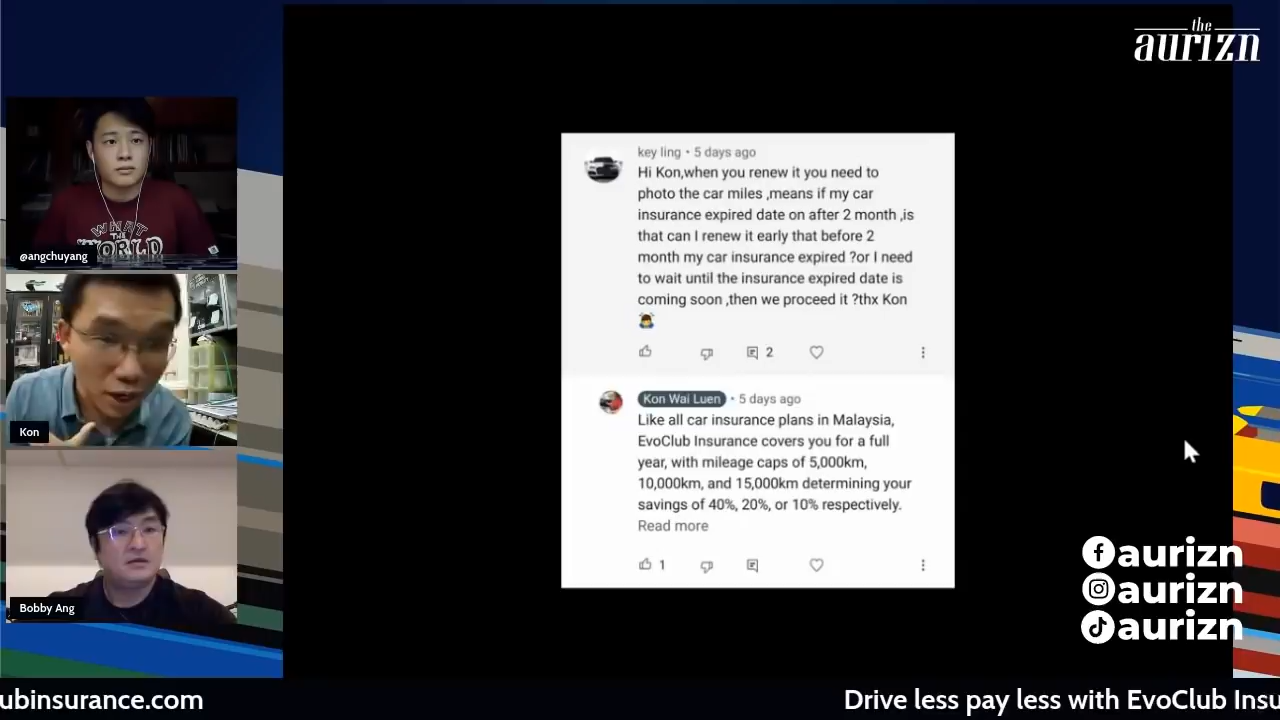 the
aurizn
WHAT
THE
WORLD
@angchuyang
Kon
Bobby Ang
key ling • 5 days ago
Hi Kon,when you renew it you need to
photo the car miles ,means if my car
insurance expired date on after 2 month ,is
that can I renew it early that before 2
month my car insurance expired ?or I need
to wait until the insurance expired date is
coming soon ,then we proceed it ?thx Kon
2
Kon Wai Luen • 5 days ago
Like all car insurance plans in Malaysia,
EvoClub Insurance covers you for a full
year, with mileage caps of 5,000km,
10,000km, and 15,000km determining your
savings of 40%, 20%, or 10% respectively.
Read more
1
aurizn
aurizn
aurizn
ubinsurance.com
Drive less pay less with EvoClub Insu